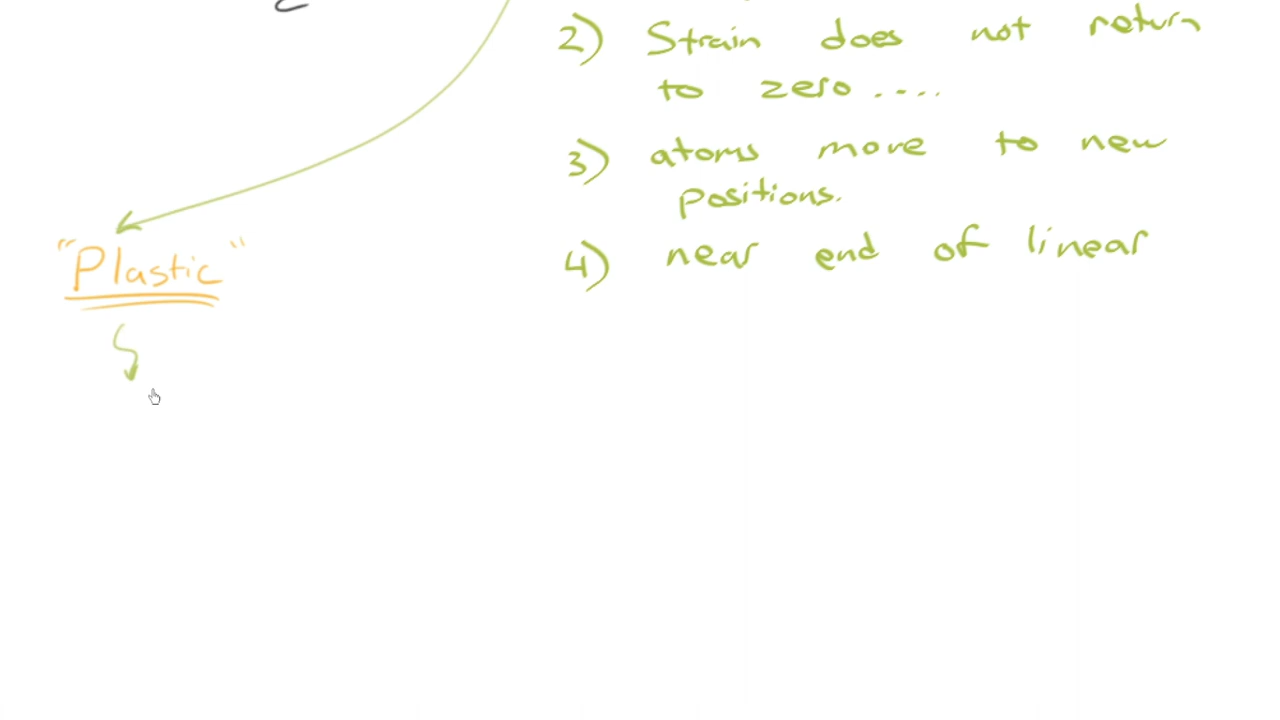 2) Strain does not return
to zero ....
3) atoms move to new
positions.
4) near end of linear
"Plastic"